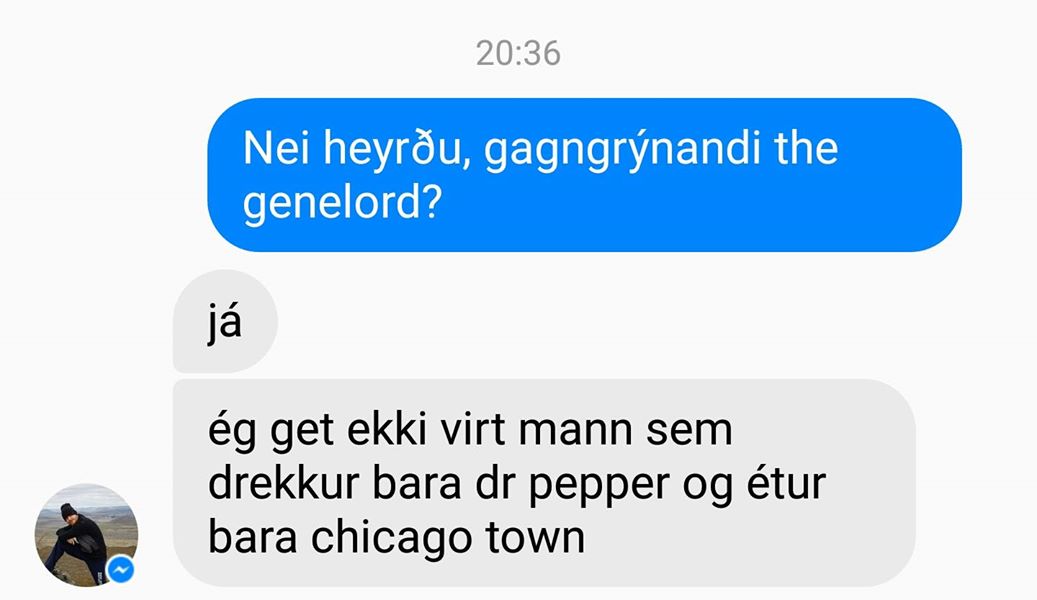 20:36
Nei heyrðu, gagngrýnandi the
genelord?
já
ég get ekki virt mann sem
drekkur bara dr pepper og étur
bara chicago town